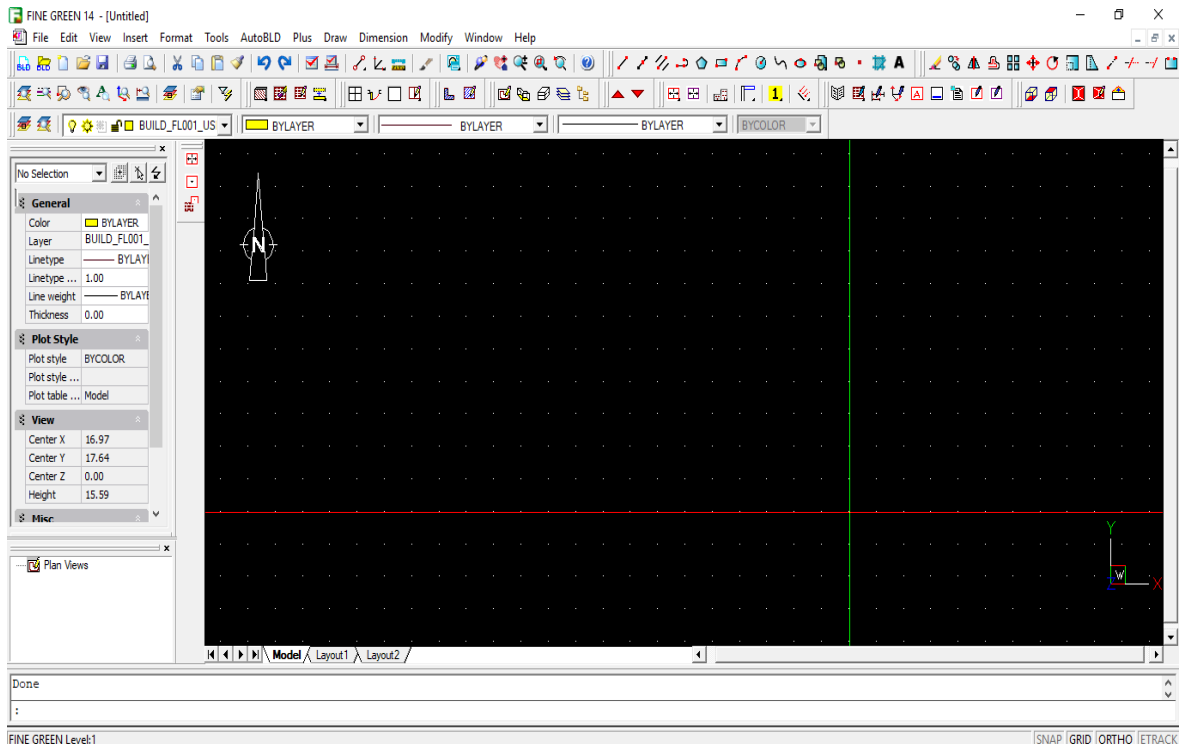 FINE GREEN 14 - [Untitled]
File Edit View Insert Format Tools AutoBLD Plus Draw Dimension Modify Window Help
BLD BLD A
1, A
BUILD_FL001_US BYLAYER BYLAYER BYLAYER BYCOLOR
No Selection
General
Color BYLAYER
Layer BUILD_FL001_
Linetype BYLAYE
Linetype ... 1.00
Line weight BYLAYE
Thickness 0.00
Plot Style
Plot style BYCOLOR
Plot style ...
Plot table ... Model
View
Center X 16.97
Center Y 17.64
Center Z 0.00
Height 15.59
Misc
N
Plan Views
Y
W
X
Z
Model Layout1 Layout2
Done
:
FINE GREEN Level:1 SNAP GRID ORTHO ETRACK